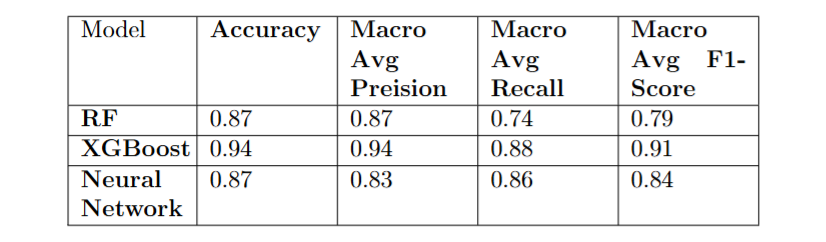 Model Accuracy Macro Macro Macro
Avg Avg Avg F1-
Preision Recall Score
RF 0.87 0.87 0.74 0.79
XGBoost 0.94 0.94 0.88 0.91
Neural 0.87 0.83 0.86 0.84
Network